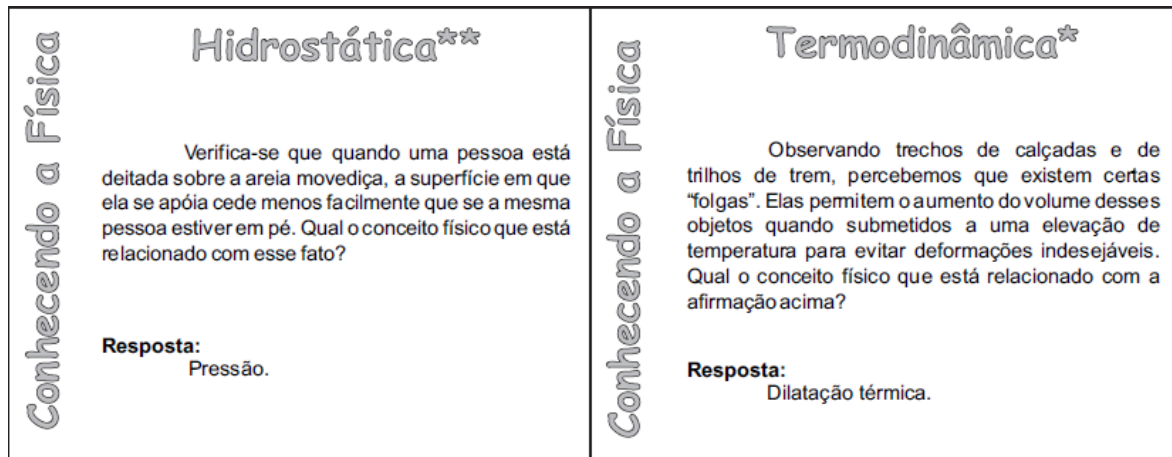 Conhecendo a Física
Hidrostática**
Verifica-se que quando uma pessoa está
deitada sobre a areia movediça, a superfície em que
ela se apóia cede menos facilmente que se a mesma
pessoa estiver em pé. Qual o conceito físico que está
relacionado com esse fato?
Resposta:
Pressão.
Conhecendo a Física
Termodinâmica*
Observando trechos de calçadas e de
trilhos de trem, percebemos que existem certas
“folgas”. Elas permitem o aumento do volume desses
objetos quando submetidos a uma elevação de
temperatura para evitar deformações indesejáveis.
Qual o conceito físico que está relacionado com a
afirmação acima?
Resposta:
Dilatação térmica.